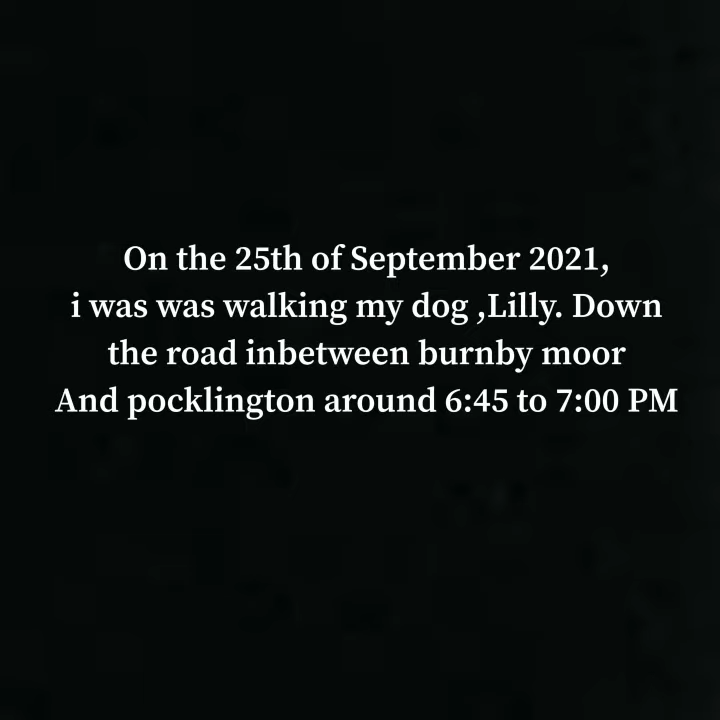 On the 25th of September 2021,
i was was walking my dog ,Lilly. Down
the road inbetween burnby moor
And pocklington around 6:45 to 7:00 PM